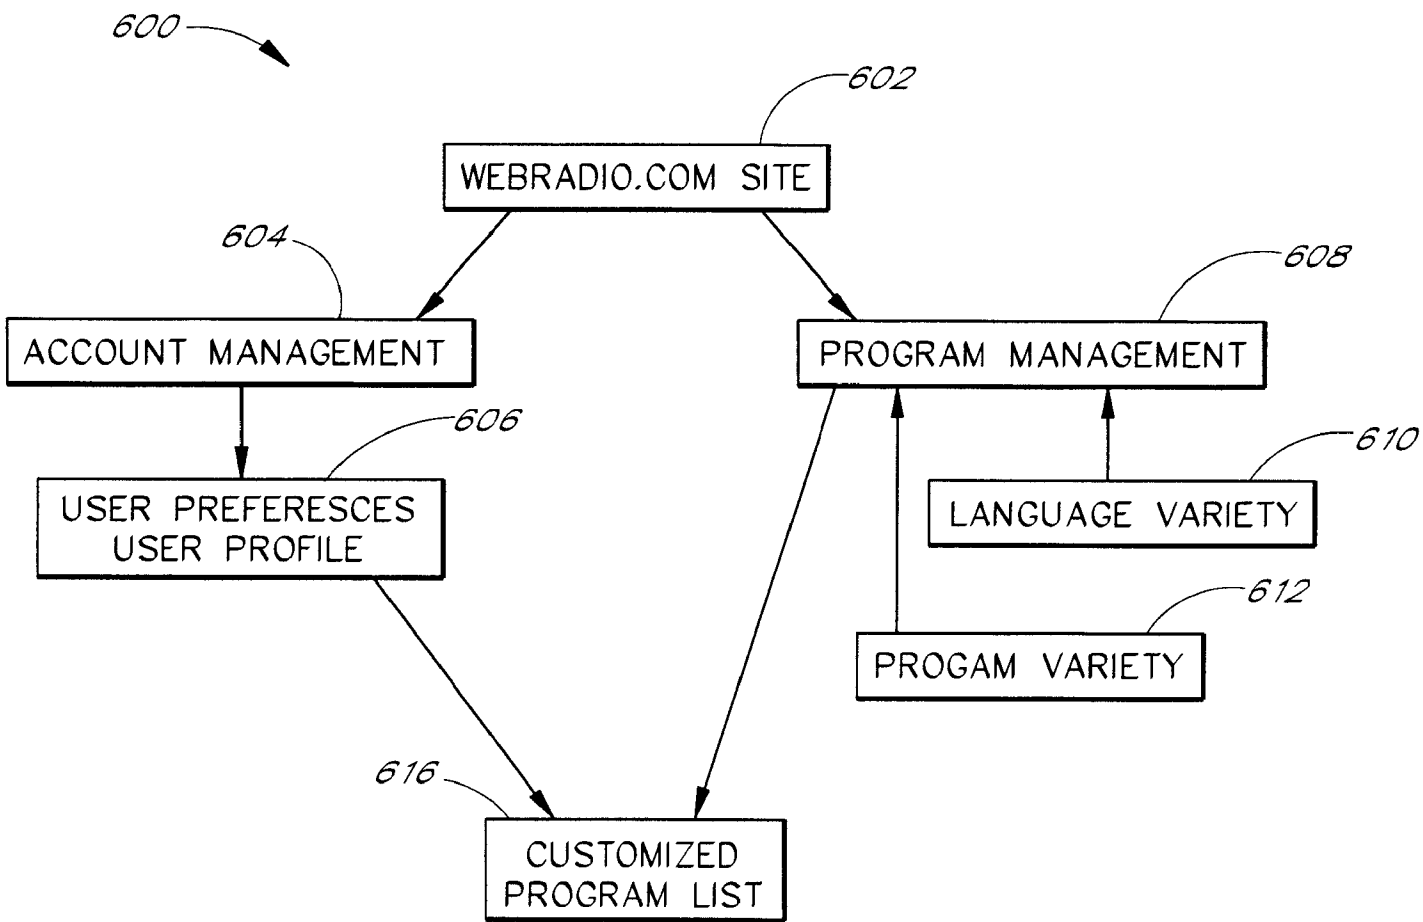 600
602
WEBRADIO.COM SITE
604
608
ACCOUNT MANAGEMENT
PROGRAM MANAGEMENT
606
610
USER PREFERESCES
USER PROFILE
LANGUAGE VARIETY
612
PROGAM VARIETY
616
CUSTOMIZED
PROGRAM LIST